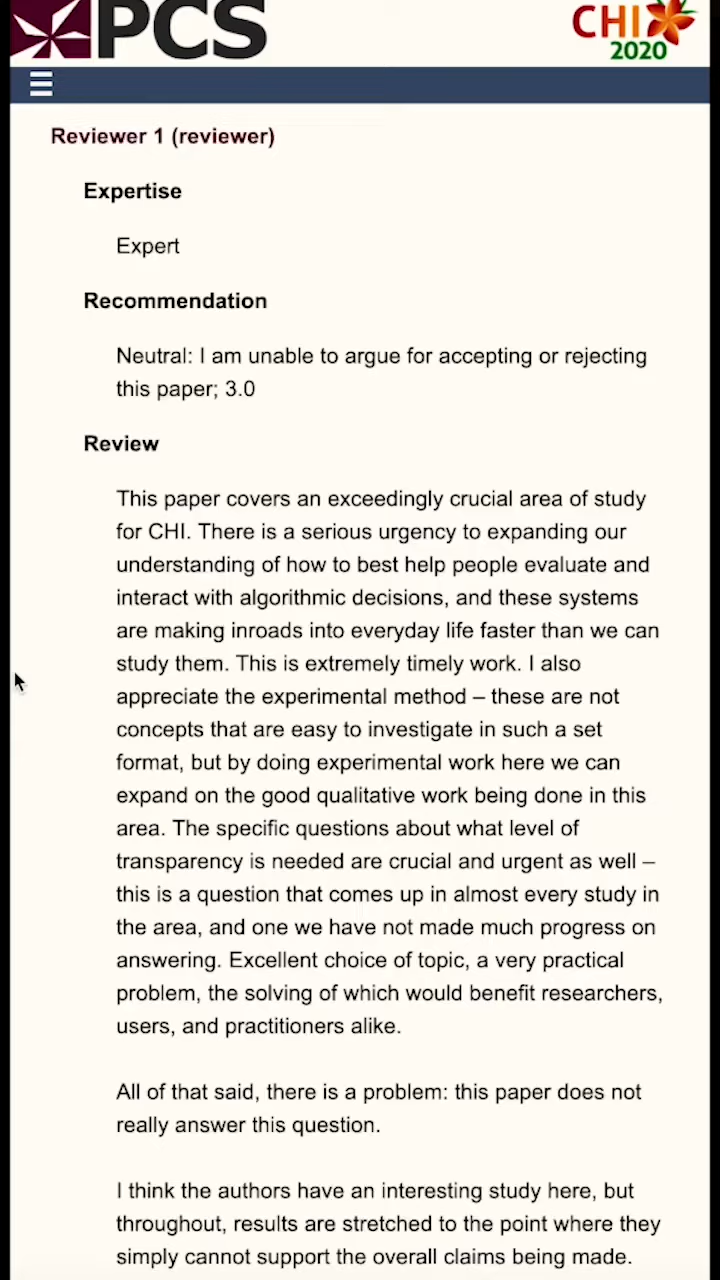 PCS
CHI
2020
Reviewer 1 (reviewer)
Expertise
Expert
Recommendation
Neutral: I am unable to argue for accepting or rejecting
this paper; 3.0
Review
This paper covers an exceedingly crucial area of study
for CHI. There is a serious urgency to expanding our
understanding of how to best help people evaluate and
interact with algorithmic decisions, and these systems
are making inroads into everyday life faster than we can
study them. This is extremely timely work. I also
appreciate the experimental method – these are not
concepts that are easy to investigate in such a set
format, but by doing experimental work here we can
expand on the good qualitative work being done in this
area. The specific questions about what level of
transparency is needed are crucial and urgent as well –
this is a question that comes up in almost every study in
the area, and one we have not made much progress on
answering. Excellent choice of topic, a very practical
problem, the solving of which would benefit researchers,
users, and practitioners alike.
All of that said, there is a problem: this paper does not
really answer this question.
I think the authors have an interesting study here, but
throughout, results are stretched to the point where they
simply cannot support the overall claims being made.